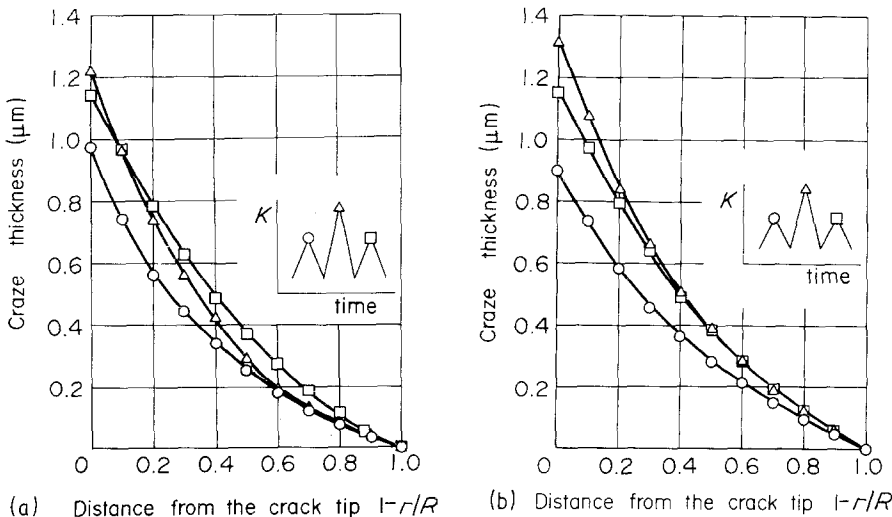 1.4
1.2
1.0
0.8
0.6
0.4
0.2
0 0.2 0.4 0.6 0.8 1.0
Craze thickness (μm)
K
time
(a) Distance from the crack tip 1-r/R
1.4
1.2
1.0
0.8
0.6
0.4
0.2
0 0.2 0.4 0.6 0.8 1.0
Craze thickness (μm)
K
time
(b) Distance from the crack tip 1-r/R